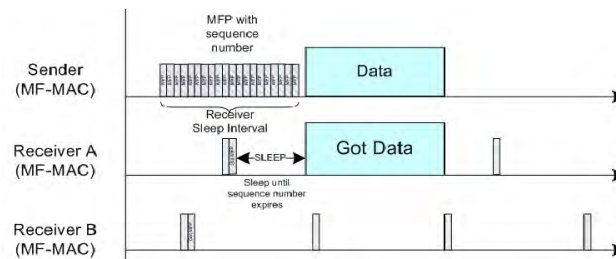 MFP with
sequence
number
Sender
(MF-MAC)
Data
Receiver
Sleep Interval
Receiver A
(MF-MAC)
SLEEP
Got Data
Sleep until
sequence number
expires
Receiver B
(MF-MAC)